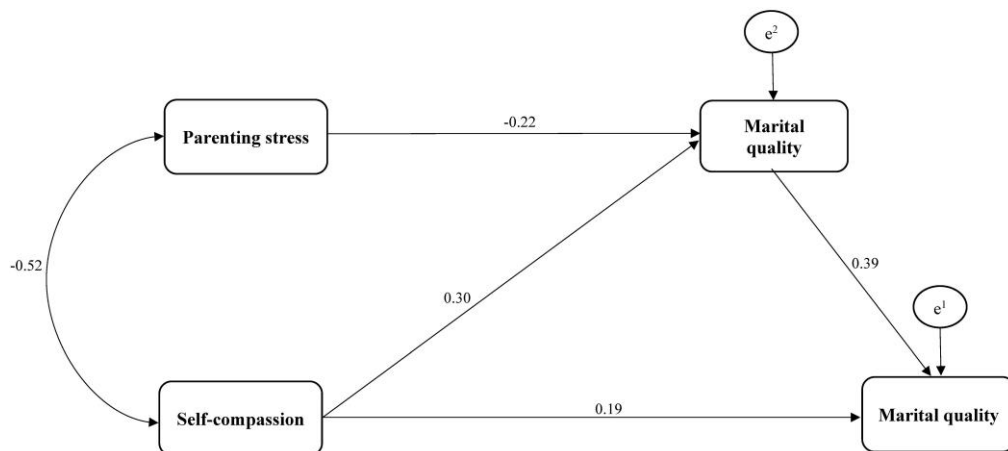 e²
Parenting stress
-0.22
Marital
quality
-0.52
0.30
0.39
e¹
Self-compassion
0.19
Marital quality